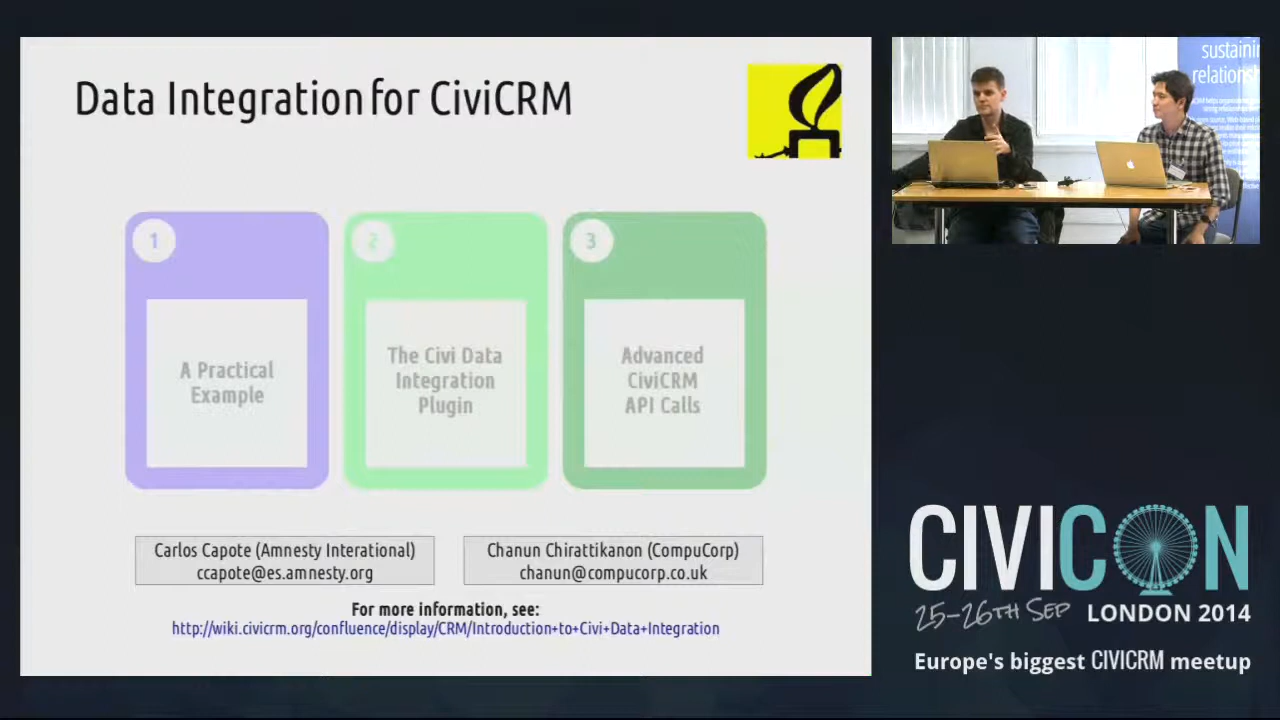 Data Integration for CiviCRM
1
2
3
A Practical
Example
The Civi Data
Integration
Plugin
Advanced
CiviCRM
API Calls
Carlos Capote (Amnesty Interational)
ccapote@es.amnesty.org
Chanun Chirattikanon (CompuCorp)
chanun@compucorp.co.uk
For more information, see:
http://wiki.civicrm.org/confluence/display/CRM/Introduction+to+Civi+Data+Integration
CIVICON
25-26TH SEP LONDON 2014
Europe's biggest CIVICRM meetup